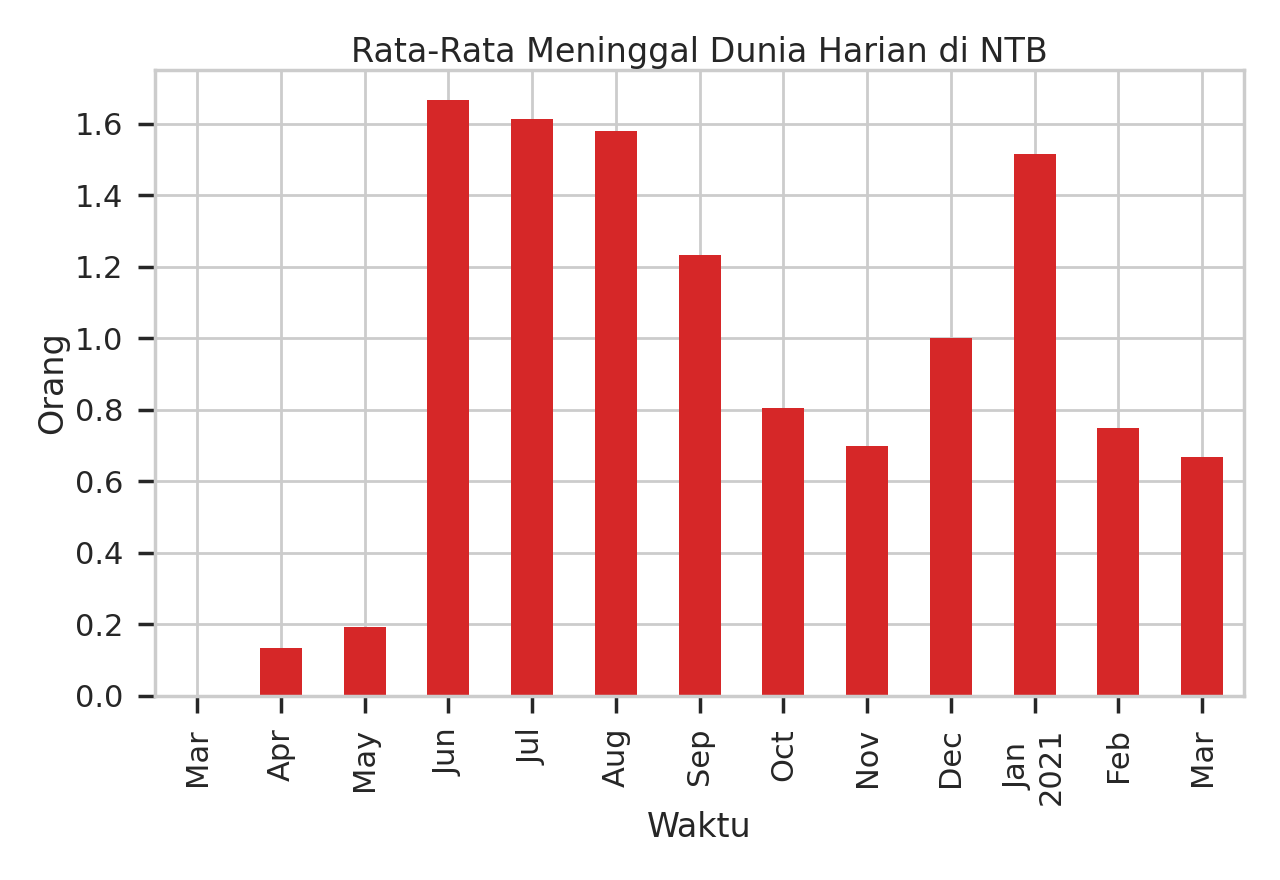 Rata-Rata Meninggal Dunia Harian di NTB
Orang
1.6
1.4
1.2
1.0
0.8
0.6
0.4
0.2
0.0
Mar
Apr
May
Jun
Jul
Aug
Sep
Oct
Nov
Dec
Jan
2021
Feb
Mar
Waktu